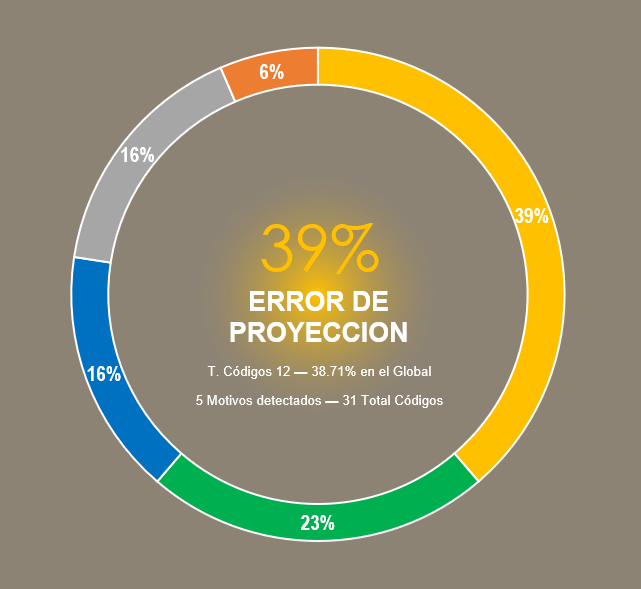 6%
16%
39%
39%
ERROR DE
PROYECCION
T. Códigos 12 — 38.71% en el Global
16%
5 Motivos detectados — 31 Total Códigos
23%